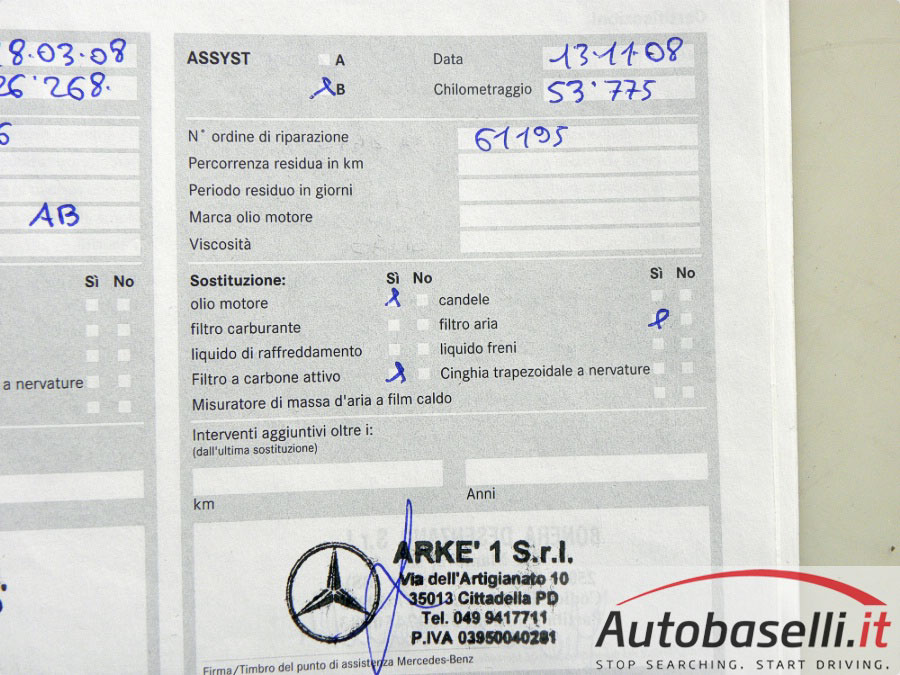 8.03.08
26'268.
6
AB
Sì No
a nervature
ASSYST A
B
Data 13-11-08
Chilometraggio 53'775
N° ordine di riparazione 61195
Percorrenza residua in km
Periodo residuo in giorni
Marca olio motore
Viscosità
Sostituzione: Sì No
olio motore
filtro carburante
liquido di raffreddamento
Filtro a carbone attivo
Misuratore di massa d'aria a film caldo
Sì No
candele
filtro aria
liquido freni
Cinghia trapezoidale a nervature
Interventi aggiuntivi oltre i:
(dall'ultima sostituzione)
km
Anni
ARKE' 1 S.r.l.
Via dell'Artigianato 10
35013 Cittadella PD
Tel. 049 9417711
P.IVA 03950040281
Firma/Timbro del punto di assistenza Mercedes-Benz
Autobaselli.it
STOP SEARCHING. START DRIVING.